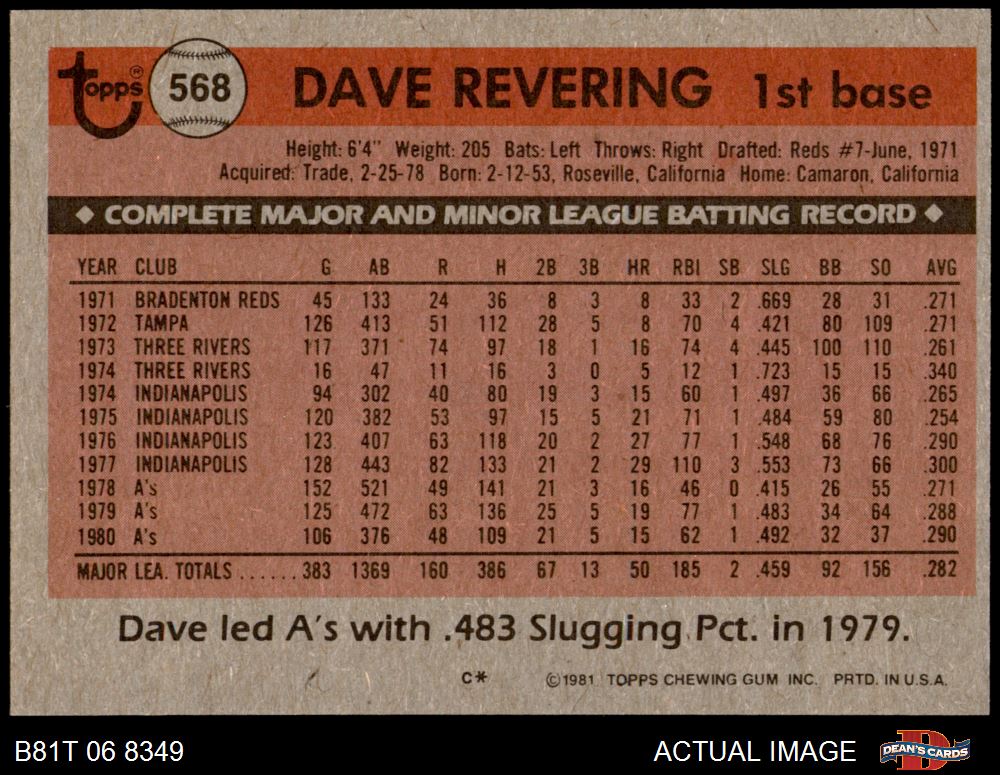 Topps® 568 DAVE REVERING 1st base
Height: 6'4" Weight: 205 Bats: Left Throws: Right Drafted: Reds #7-June, 1971
Acquired: Trade, 2-25-78 Born: 2-12-53, Roseville, California Home: Camaron, California
◆ COMPLETE MAJOR AND MINOR LEAGUE BATTING RECORD ◆
YEAR CLUB G AB R H 2B 3B HR RBI SB SLG BB SO AVG
1971 BRADENTON REDS 45 133 24 36 8 3 8 33 2 .669 28 31 .271
1972 TAMPA 126 413 51 112 28 5 8 70 4 .421 80 109 .271
1973 THREE RIVERS 117 371 74 97 18 1 16 74 4 .445 100 110 .261
1974 THREE RIVERS 16 47 11 16 3 0 5 12 1 .723 15 15 .340
1974 INDIANAPOLIS 94 302 40 80 19 3 15 60 1 .497 36 66 .265
1975 INDIANAPOLIS 120 382 53 97 15 5 21 71 1 .484 59 80 .254
1976 INDIANAPOLIS 123 407 63 118 20 2 27 77 1 .548 68 76 .290
1977 INDIANAPOLIS 128 443 82 133 21 2 29 110 3 .553 73 66 .300
1978 A's 152 521 49 141 21 3 16 46 0 .415 26 55 .271
1979 A's 125 472 63 136 25 5 19 77 1 .483 34 64 .288
1980 A's 106 376 48 109 21 5 15 62 1 .492 32 37 .290
MAJOR LEA. TOTALS ...... 383 1369 160 386 67 13 50 185 2 .459 92 156 .282
Dave led A's with .483 Slugging Pct. in 1979.
C* ©1981 TOPPS CHEWING GUM INC. PRTD. IN U.S.A.
B81T 06 8349 ACTUAL IMAGE D DEAN'S CARDS